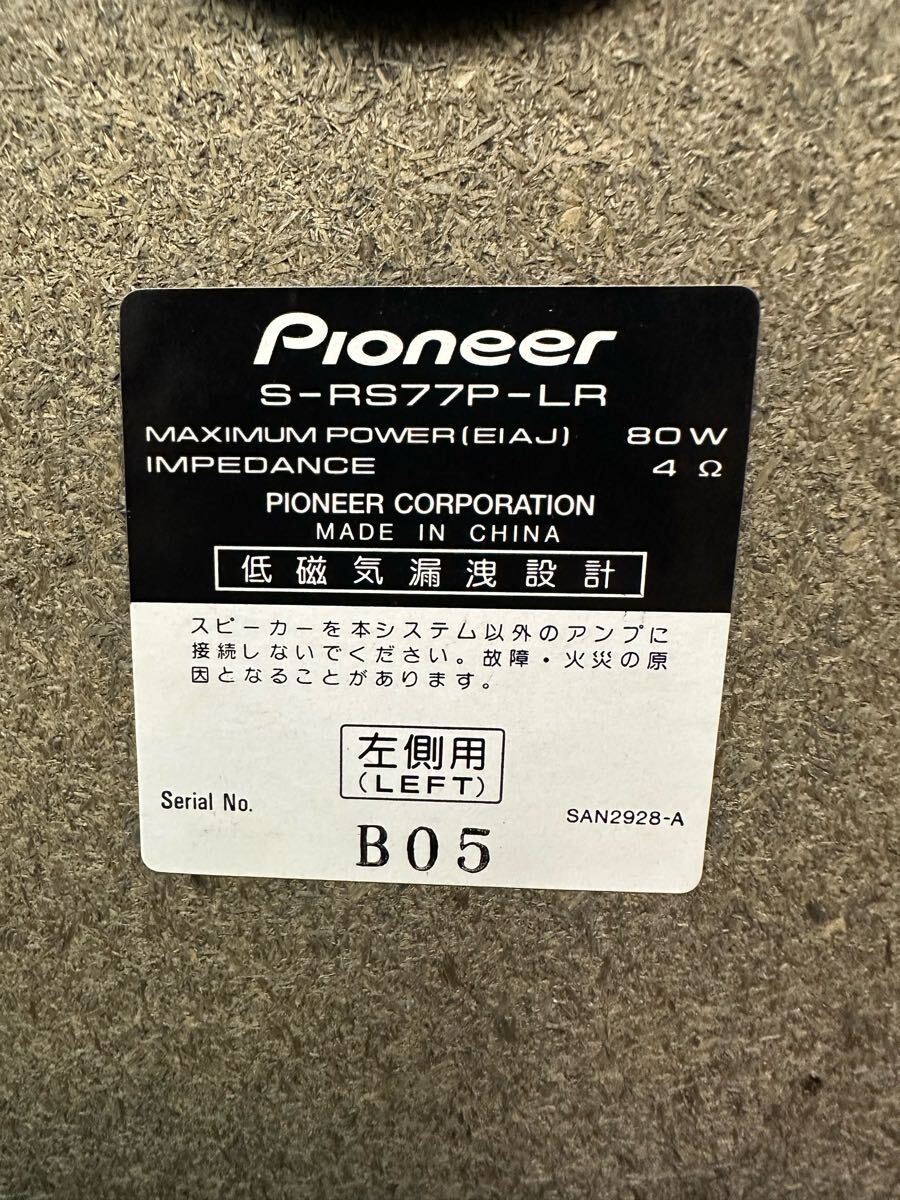 Pioneer
S-RS77P-LR
MAXIMUM POWER(EIAJ) 80W
IMPEDANCE 4 Ω
PIONEER CORPORATION
MADE IN CHINA
低磁気漏洩設計
スピーカーを本システム以外のアンプに
接続しないでください。故障・火災の原
因となることがあります。
左側用
(LEFT)
Serial No.
SAN2928-A
B05